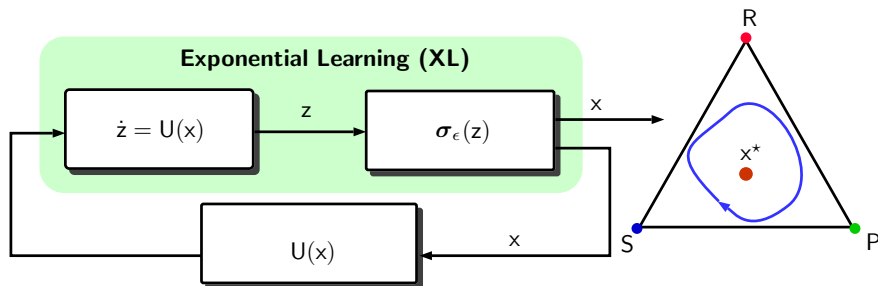 Exponential Learning (XL)
ż = U(x)
z
σ_ϵ(z)
x
U(x)
x
R
x⋆
S
P